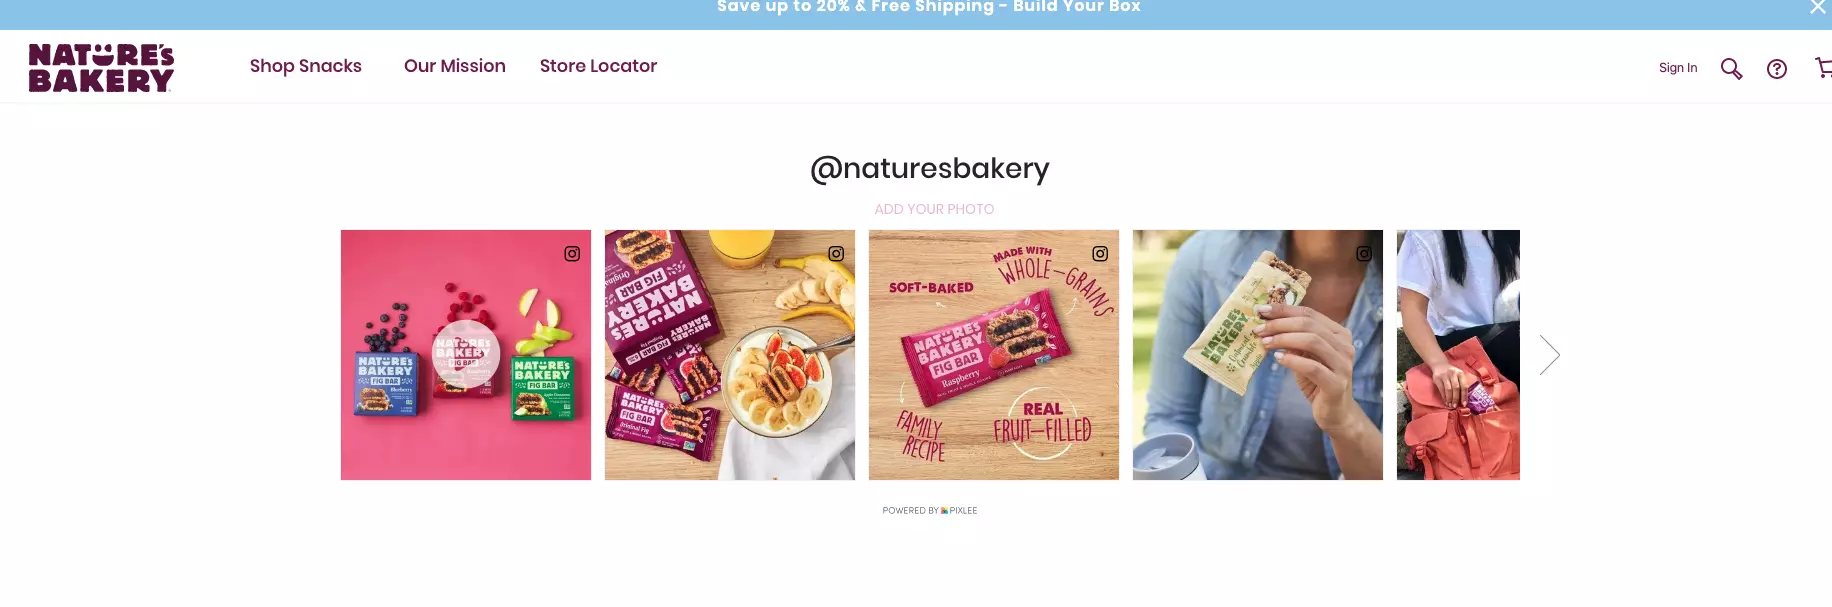 Save up to 20% & Free Shipping - Build Your Box
NATURE'S
BAKERY
Shop Snacks
Our Mission
Store Locator
Sign In
@naturesbakery
ADD YOUR PHOTO
NATURE'S
BAKERY
FIG BAR
Blueberry
NATURE'S
BAKERY
FIG BAR
NATURE'S
BAKERY
FIG BAR
Apple Cinnamon
Original
FIG BAR
BAKERY
NATURE'S
NATURE'S
BAKERY
FIG BAR
Original Fig
MADE WITH
WHOLE-GRAINS
SOFT-BAKED
NATURE'S
BAKERY
FIG BAR
Raspberry
FAMILY
RECIPE
REAL
FRUIT-FILLED
NATURE'S
BAKERY
Oatmeal
Crumble
Apple
POWERED BY PIXLEE